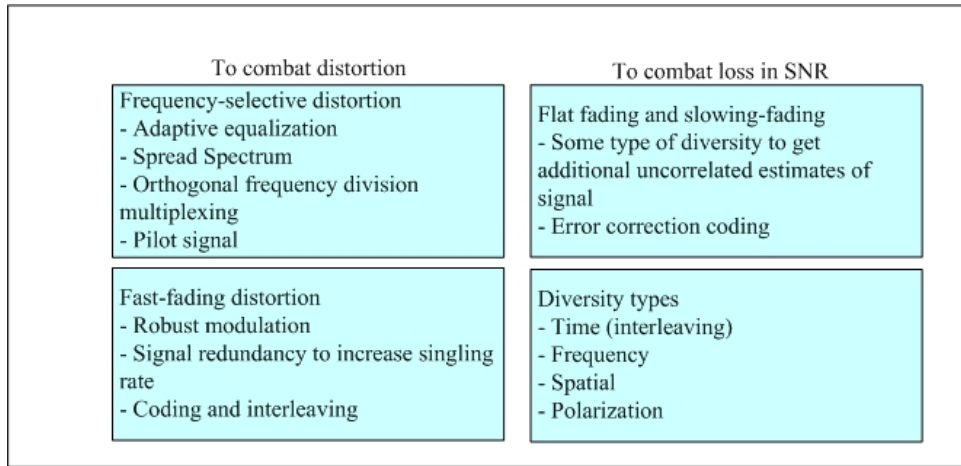 To combat distortion
Frequency-selective distortion
- Adaptive equalization
- Spread Spectrum
- Orthogonal frequency division
multiplexing
- Pilot signal
Fast-fading distortion
- Robust modulation
- Signal redundancy to increase singling
rate
- Coding and interleaving
To combat loss in SNR
Flat fading and slowing-fading
- Some type of diversity to get
additional uncorrelated estimates of
signal
- Error correction coding
Diversity types
- Time (interleaving)
- Frequency
- Spatial
- Polarization